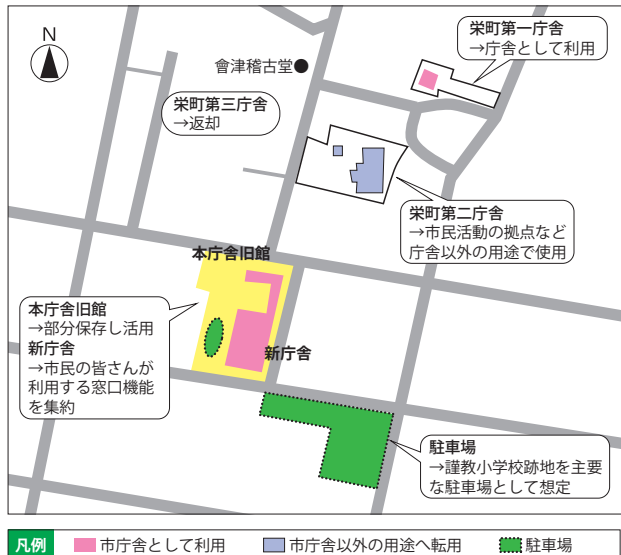 N
會津稽古堂
栄町第一庁舎
→庁舎として利用
栄町第三庁舎
→返却
栄町第二庁舎
→市民活動の拠点など
庁舎以外の用途で使用
本庁舎旧館
本庁舎旧館
→部分保存し活用
新庁舎
→市民の皆さんが
利用する窓口機能
を集約
新庁舎
駐車場
→謹教小学校跡地を主要
な駐車場として想定
凡例 市庁舎として利用 市庁舎以外の用途へ転用 駐車場